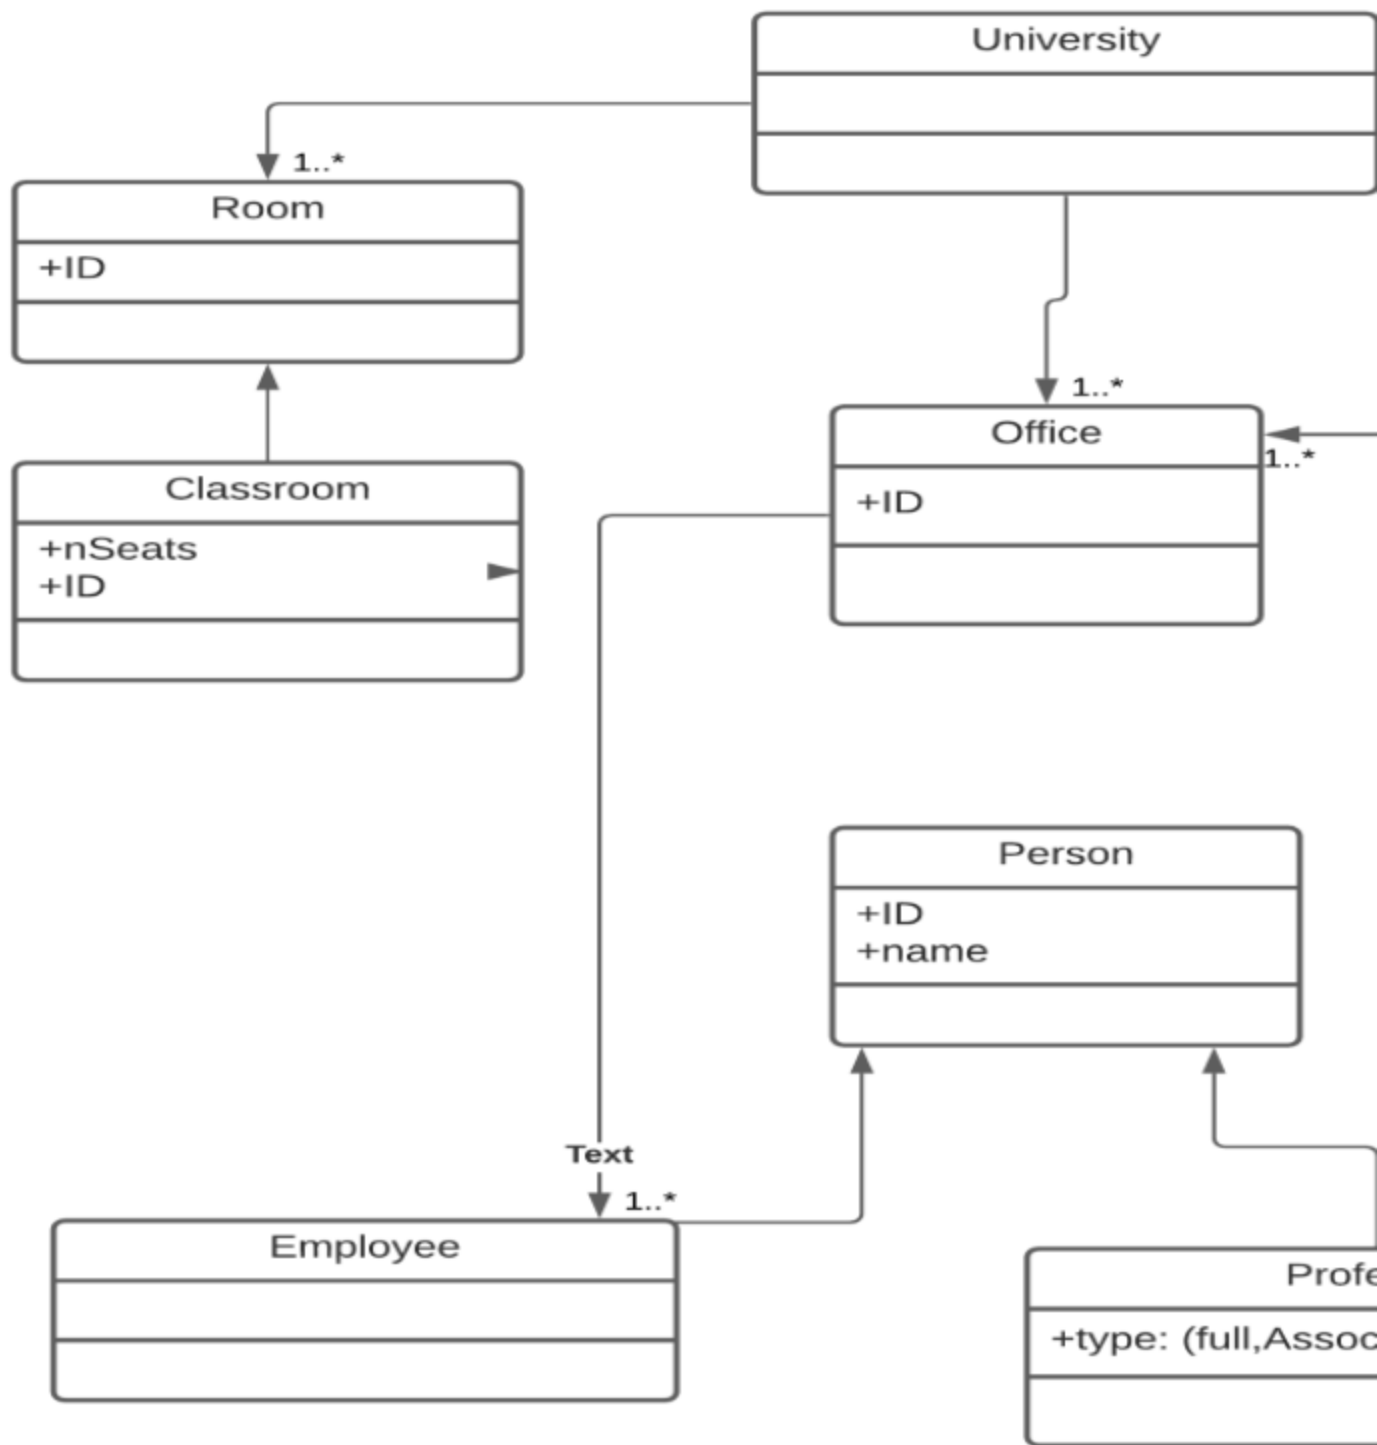 University
1..*
Room
+ID
1..*
Office
1..*
+ID
Classroom
+nSeats
+ID
Person
+ID
+name
Text
1..*
Employee
+type: (full,